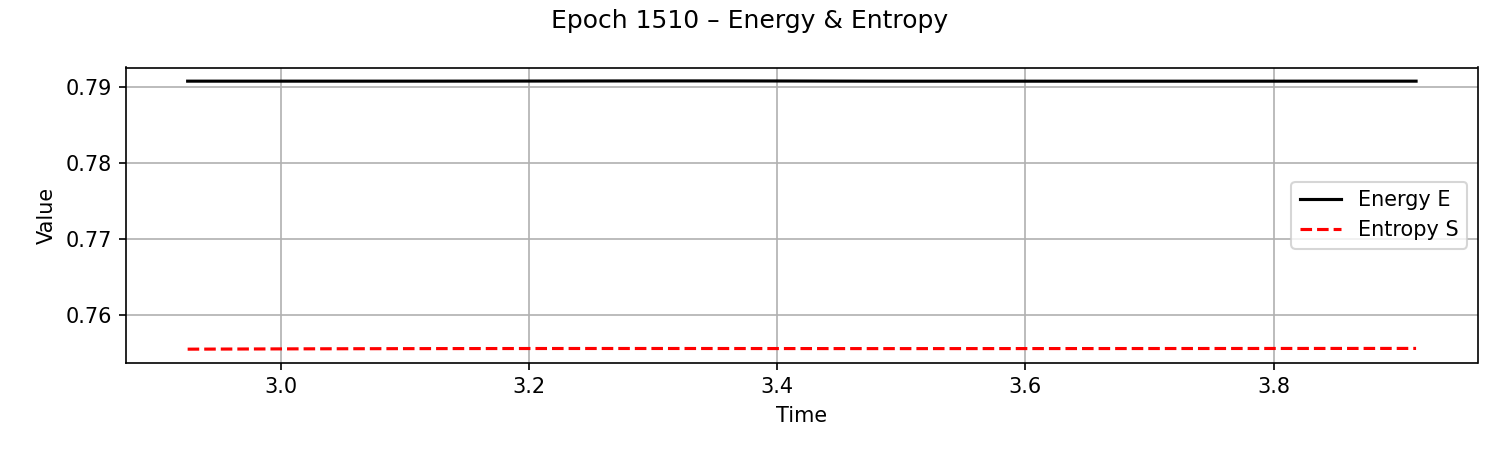 Epoch 1510 – Energy & Entropy
0.79
0.78
0.77
0.76
Value
Energy E
Entropy S
3.0 3.2 3.4 3.6 3.8
Time